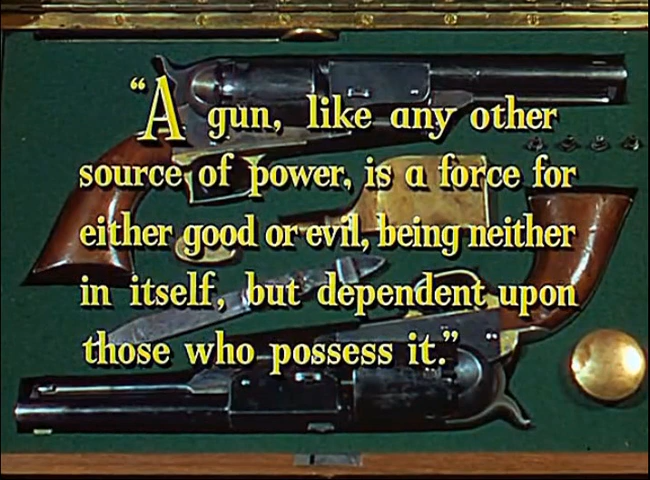 “A gun, like any other
source of power, is a force for
either good or evil, being neither
in itself, but dependent upon
those who possess it.”